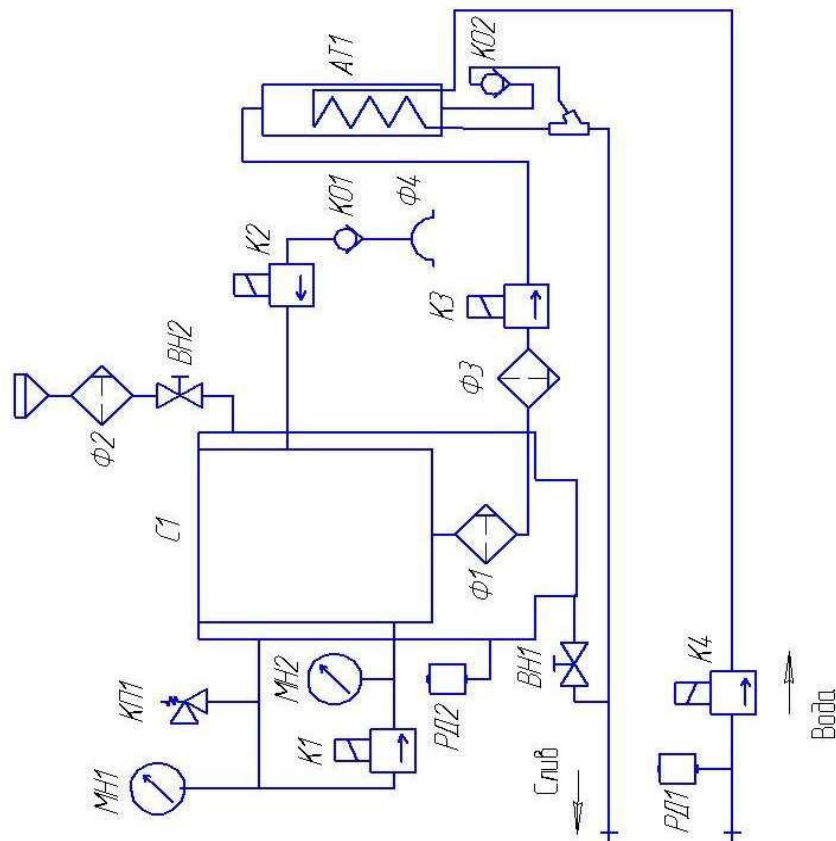 АТ1
КО2
КО1
Ф4
К2
К3
ВН2
Ф3
Ф2
С1
Ф1
КП1
МН2
ВН1
К4
МН1
К1
РД2
Слив
РД1
Вода